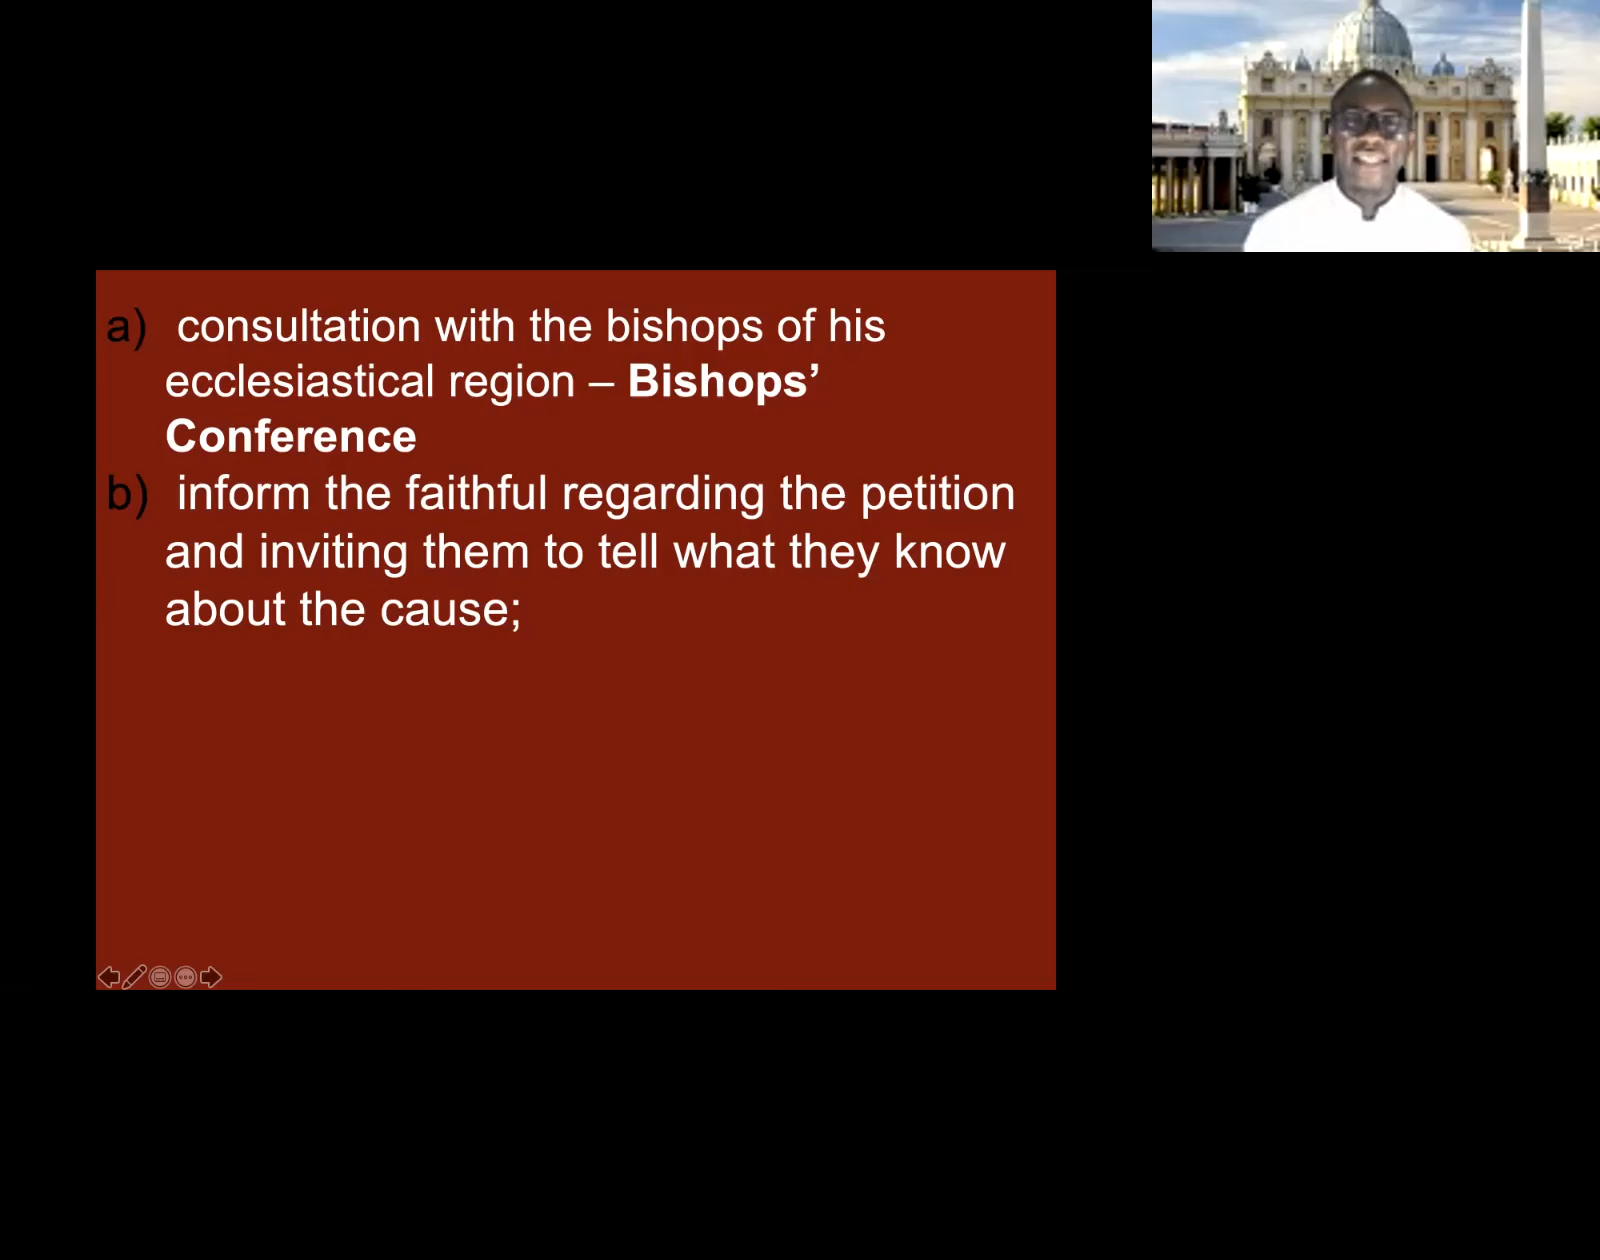 a) consultation with the bishops of his
ecclesiastical region – Bishops’
Conference
b) inform the faithful regarding the petition
and inviting them to tell what they know
about the cause;